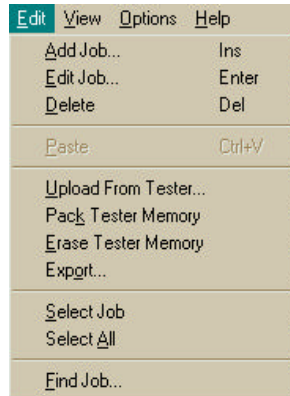 Edit View Options Help
Add Job... Ins
Edit Job... Enter
Delete Del
Paste Ctrl+V
Upload From Tester...
Pack Tester Memory
Erase Tester Memory
Export...
Select Job
Select All
Find Job...